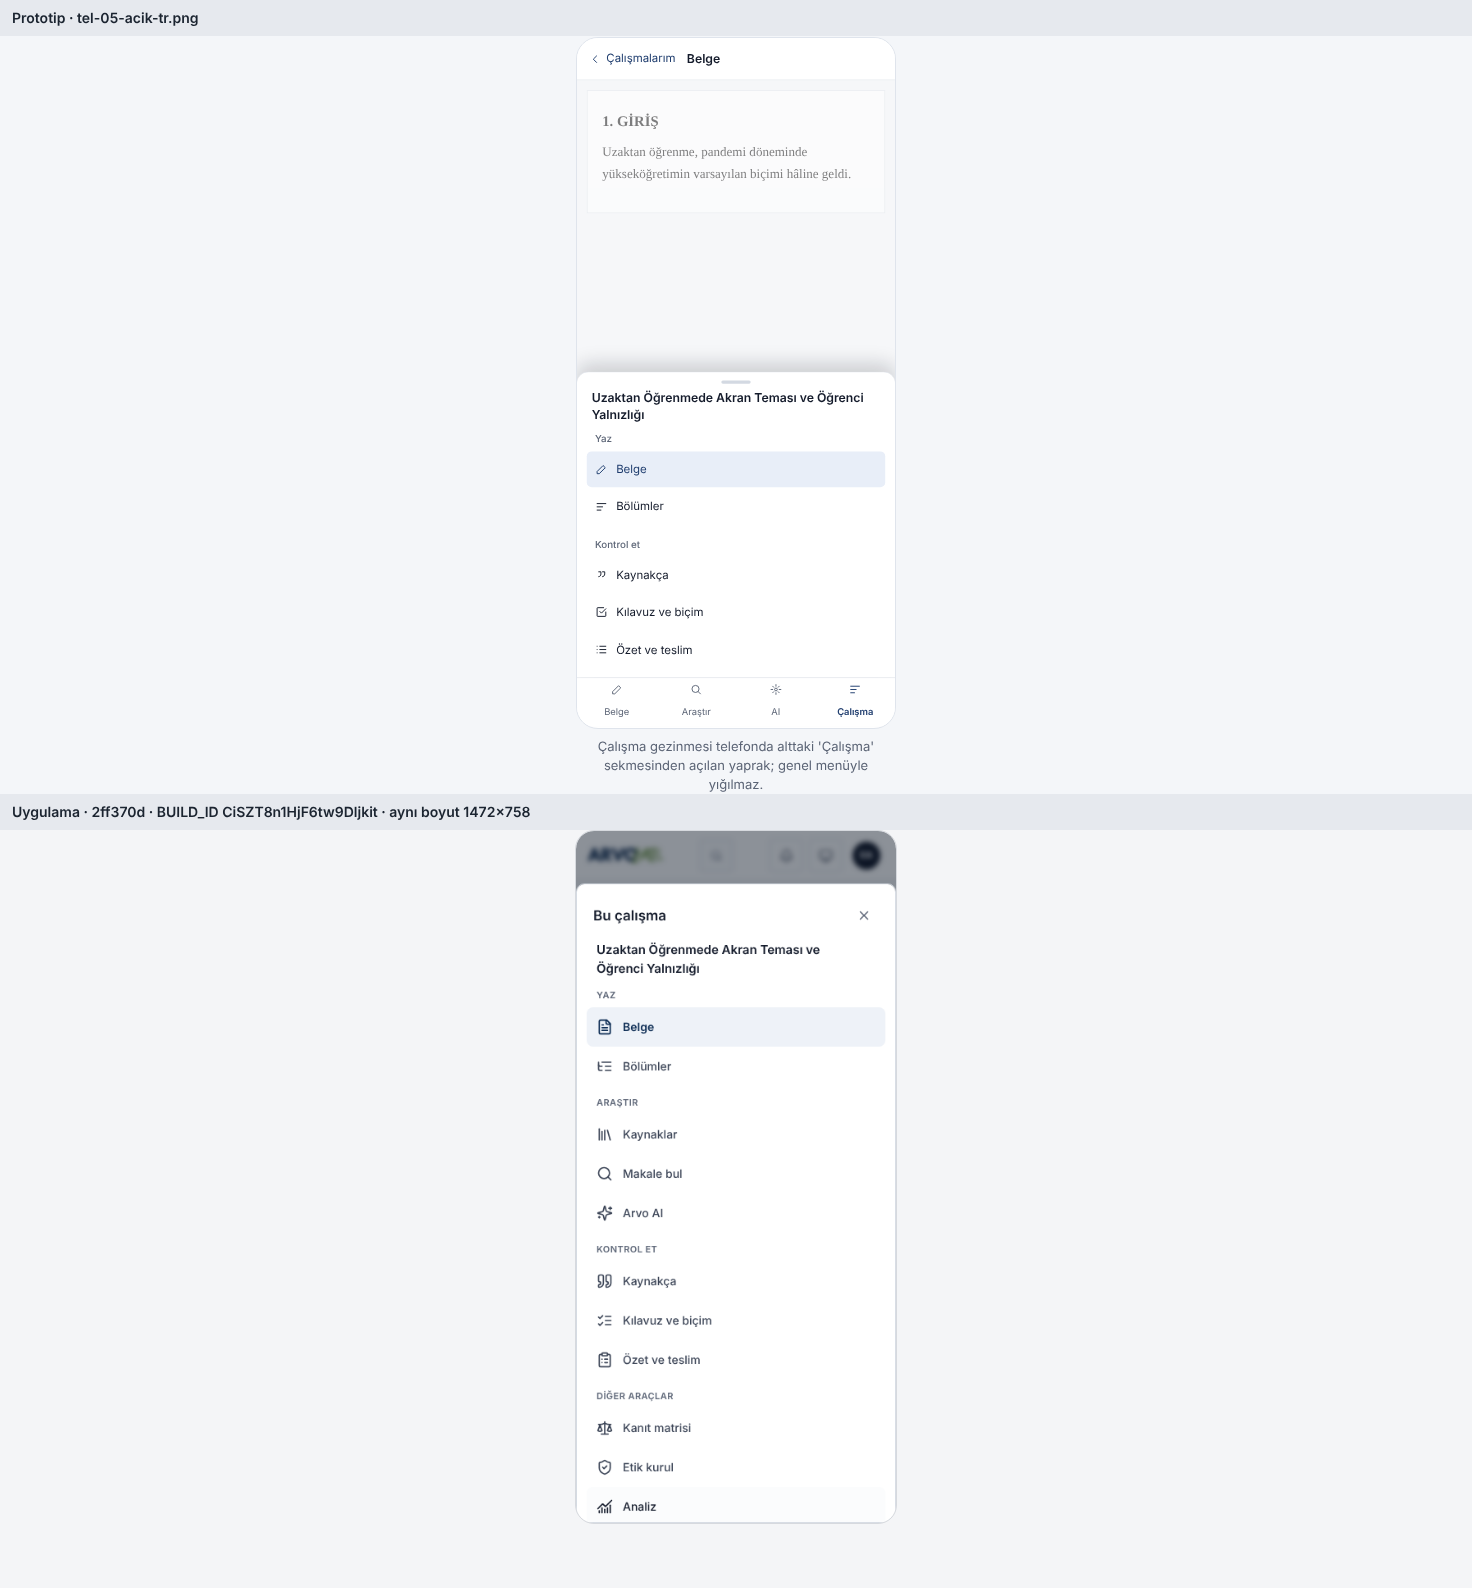 Prototip · tel-05-acik-tr.png
Çalışmalarım Belge
1. GİRİŞ
Uzaktan öğrenme, pandemi döneminde
yükseköğretimin varsayılan biçimi hâline geldi.
Uzaktan Öğrenmede Akran Teması ve Öğrenci
Yalnızlığı
Yaz
Belge
Bölümler
Kontrol et
Kaynakça
Kılavuz ve biçim
Özet ve teslim
Belge Araştır AI Çalışma
Çalışma gezinmesi telefonda alttaki 'Çalışma'
sekmesinden açılan yaprak; genel menüyle
yığılmaz.
Uygulama · 2ff370d · BUILD_ID CiSZT8n1HjF6tw9DIjkit · aynı boyut 1472×758
Bu çalışma
Uzaktan Öğrenmede Akran Teması ve
Öğrenci Yalnızlığı
YAZ
Belge
Bölümler
ARAŞTIR
Kaynaklar
Makale bul
Arvo AI
KONTROL ET
Kaynakça
Kılavuz ve biçim
Özet ve teslim
DİĞER ARAÇLAR
Kanıt matrisi
Etik kurul
Analiz